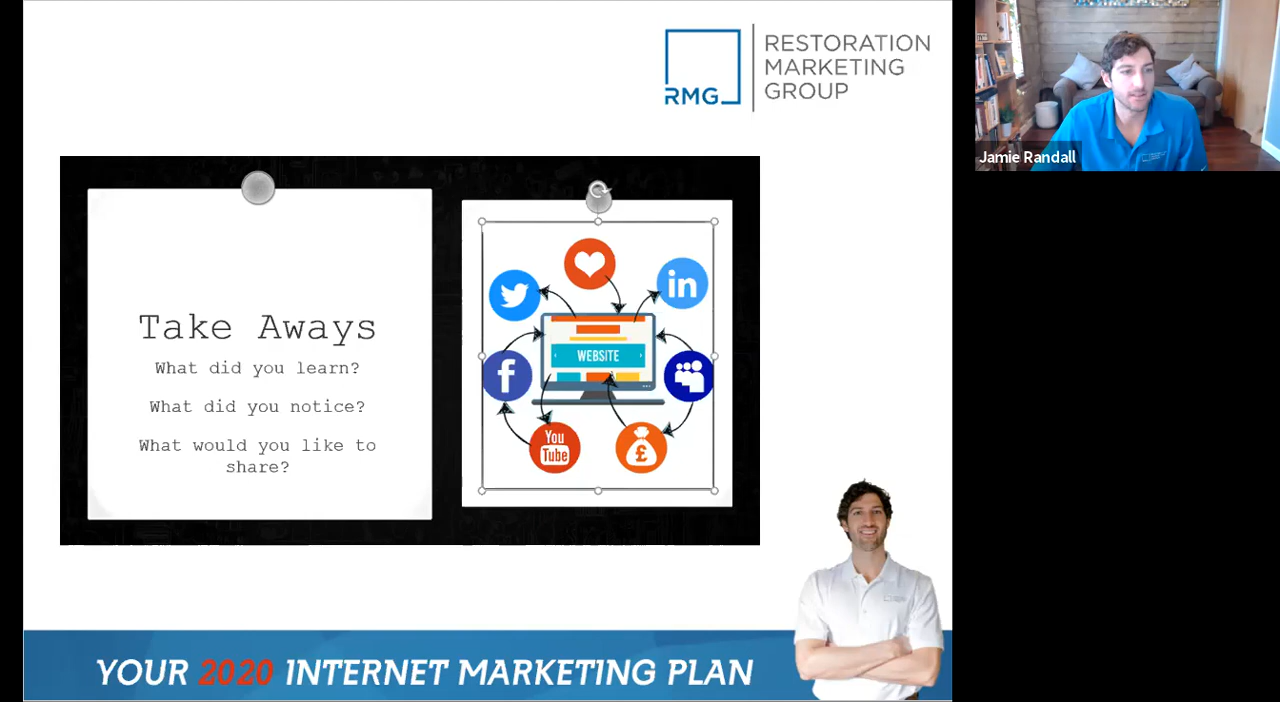 RESTORATION
MARKETING
GROUP
RMG
Jamie Randall
Take Aways
What did you learn?
What did you notice?
What would you like to
share?
in
WEBSITE
f
You
Tube
£
YOUR 2020 INTERNET MARKETING PLAN